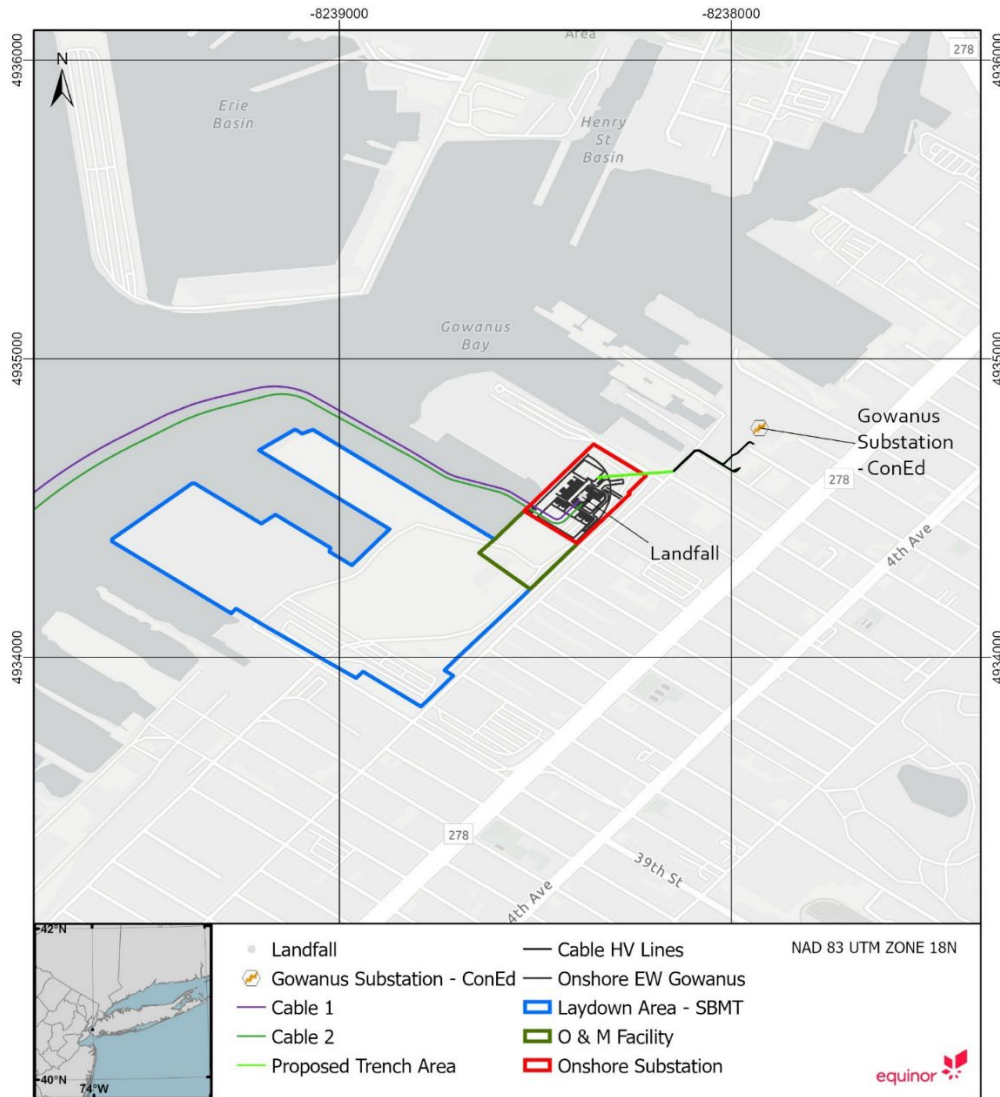 -8239000
-8238000
4936000
4936000
N
Area
278
Erie
Basin
Henry
St
Basin
Gowanus
Bay
4935000
4935000
Gowanus
Substation
- ConEd
278
4th Ave
Landfall
4934000
4934000
278
39th St
4th Ave
42°N
40°N
74°W
Landfall
Gowanus Substation - ConEd
Cable 1
Cable 2
Proposed Trench Area
Cable HV Lines
Onshore EW Gowanus
Laydown Area - SBMT
O & M Facility
Onshore Substation
NAD 83 UTM ZONE 18N
equinor